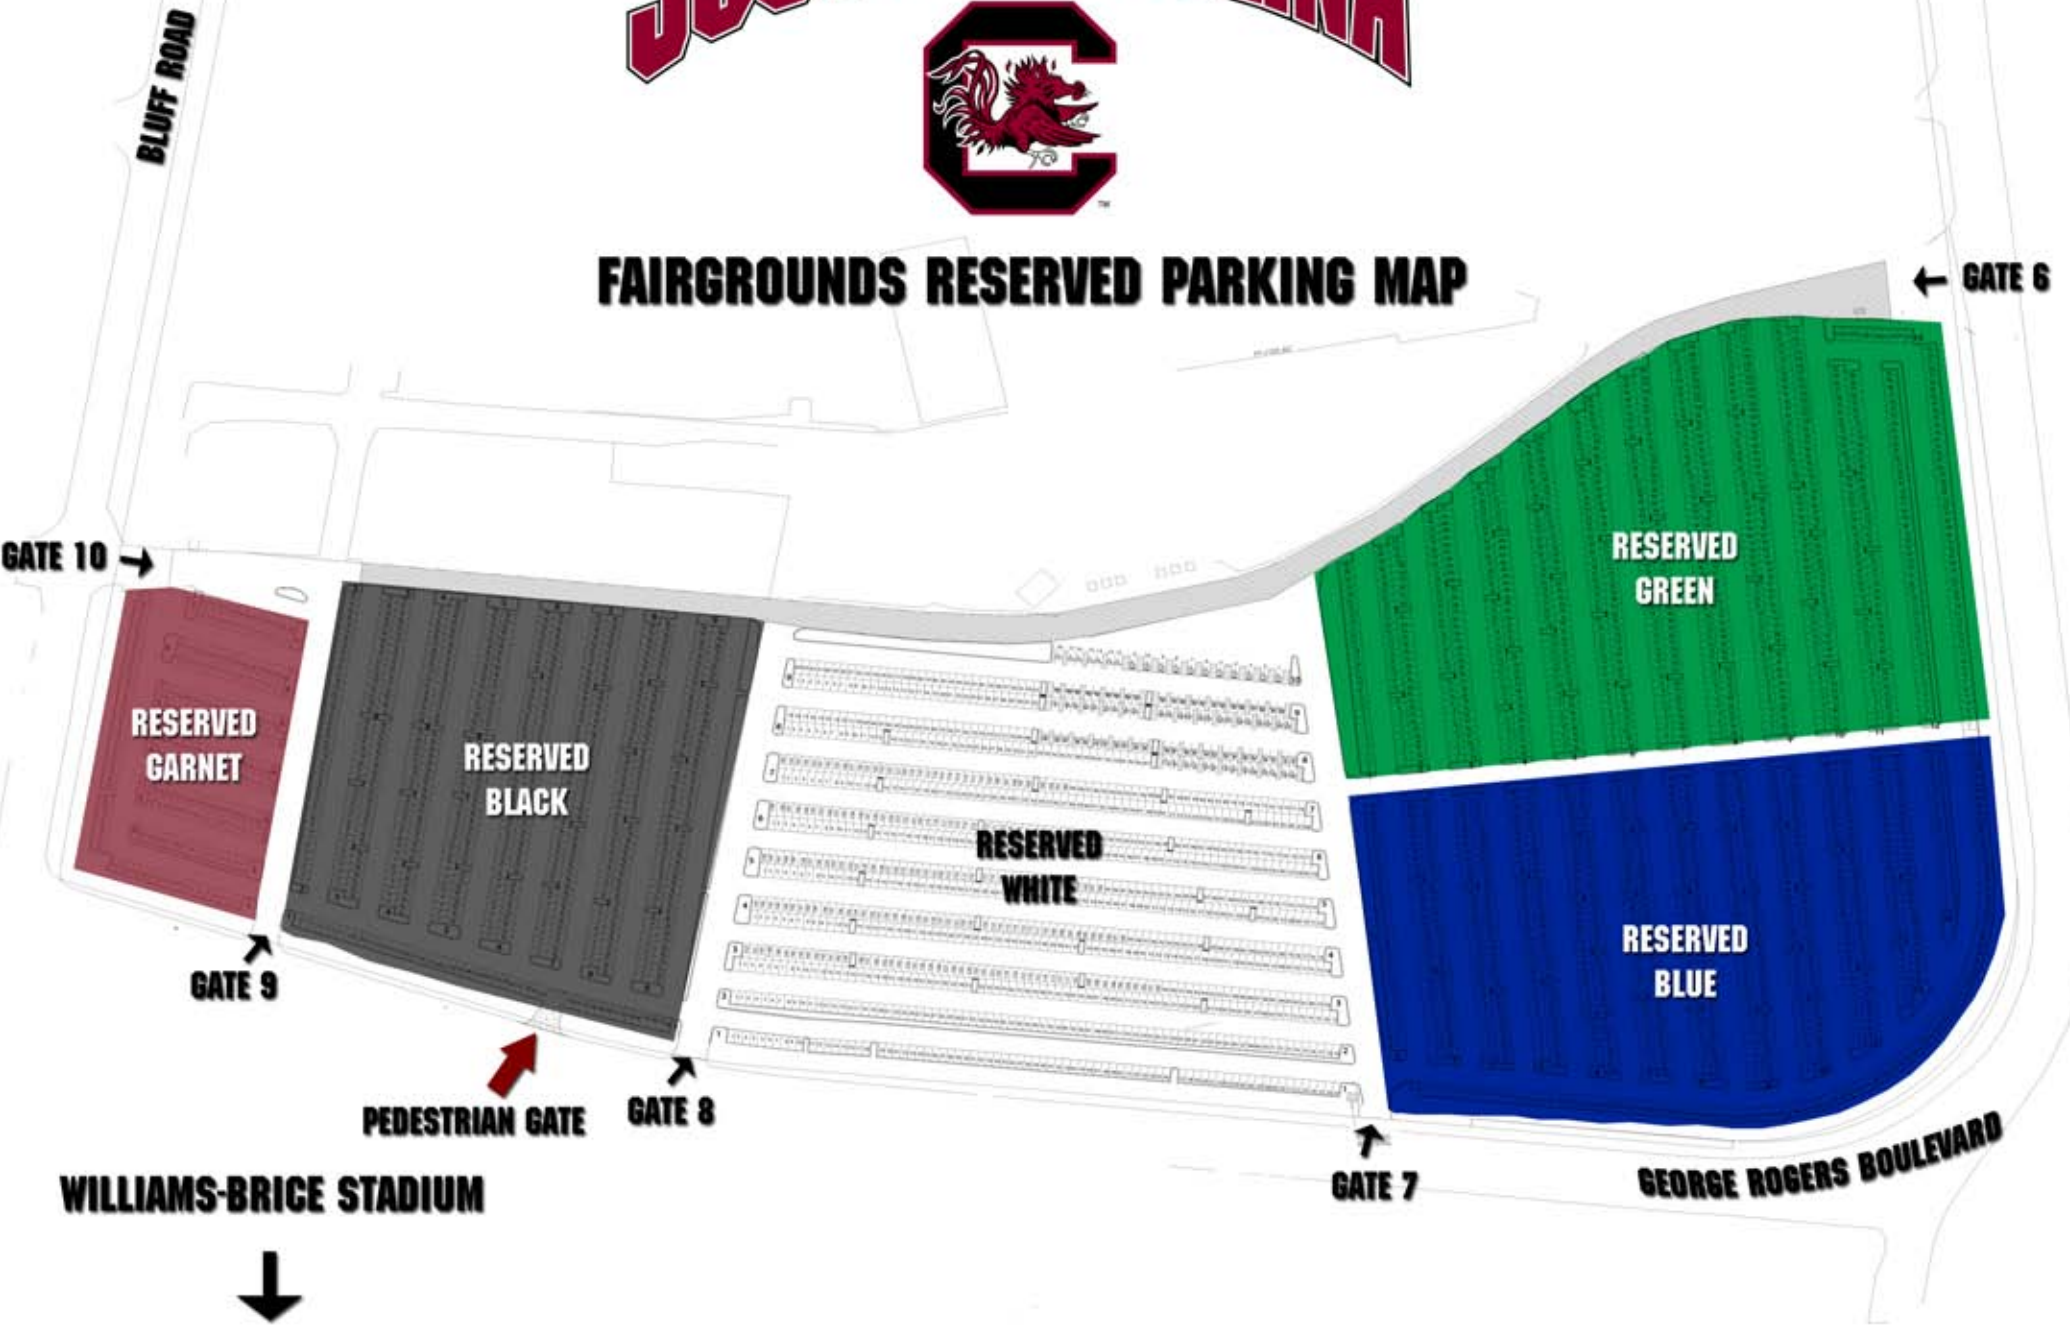 BLUFF ROAD
TM
FAIRGROUNDS RESERVED PARKING MAP
← GATE 6
GATE 10 →
RESERVED
GREEN
RESERVED
GARNET
RESERVED
BLACK
RESERVED
WHITE
RESERVED
BLUE
GATE 9
PEDESTRIAN GATE
GATE 8
GATE 7
GEORGE ROGERS BOULEVARD
WILLIAMS-BRICE STADIUM